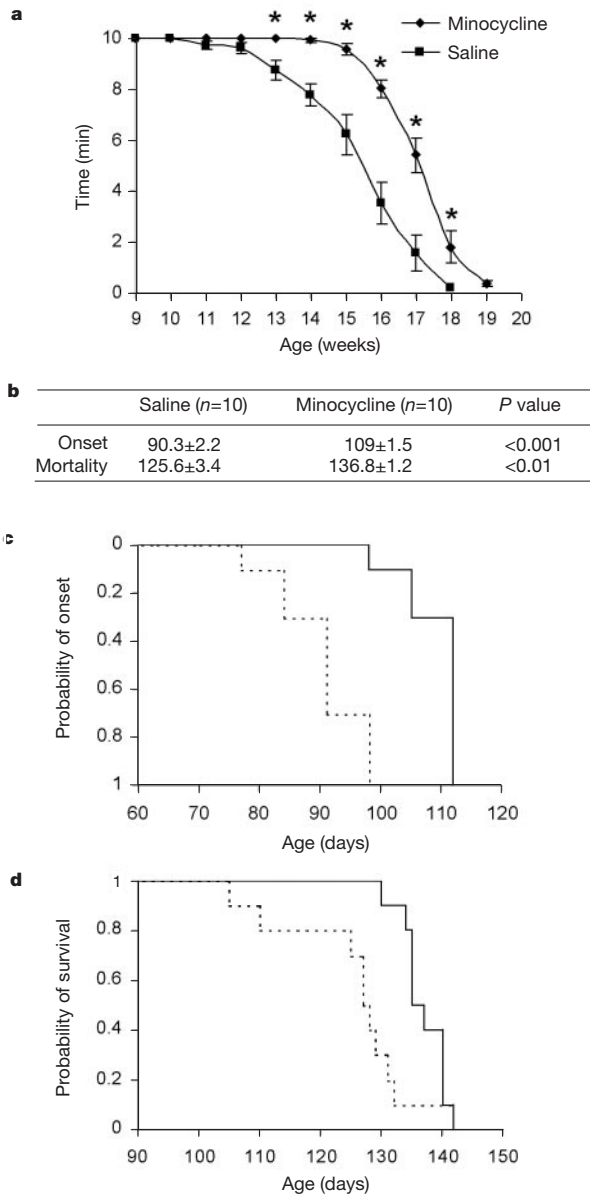 a
Minocycline
Saline
* * * * * *
10
8
6
4
2
0
Time (min)
9 10 11 12 13 14 15 16 17 18 19 20
Age (weeks)
b
Saline (n=10) Minocycline (n=10) P value
Onset 90.3±2.2 109±1.5 <0.001
Mortality 125.6±3.4 136.8±1.2 <0.01
c
0
0.2
0.4
0.6
0.8
1
Probability of onset
60 70 80 90 100 110 120
Age (days)
d
1
0.8
0.6
0.4
0.2
0
Probability of survival
90 100 110 120 130 140 150
Age (days)